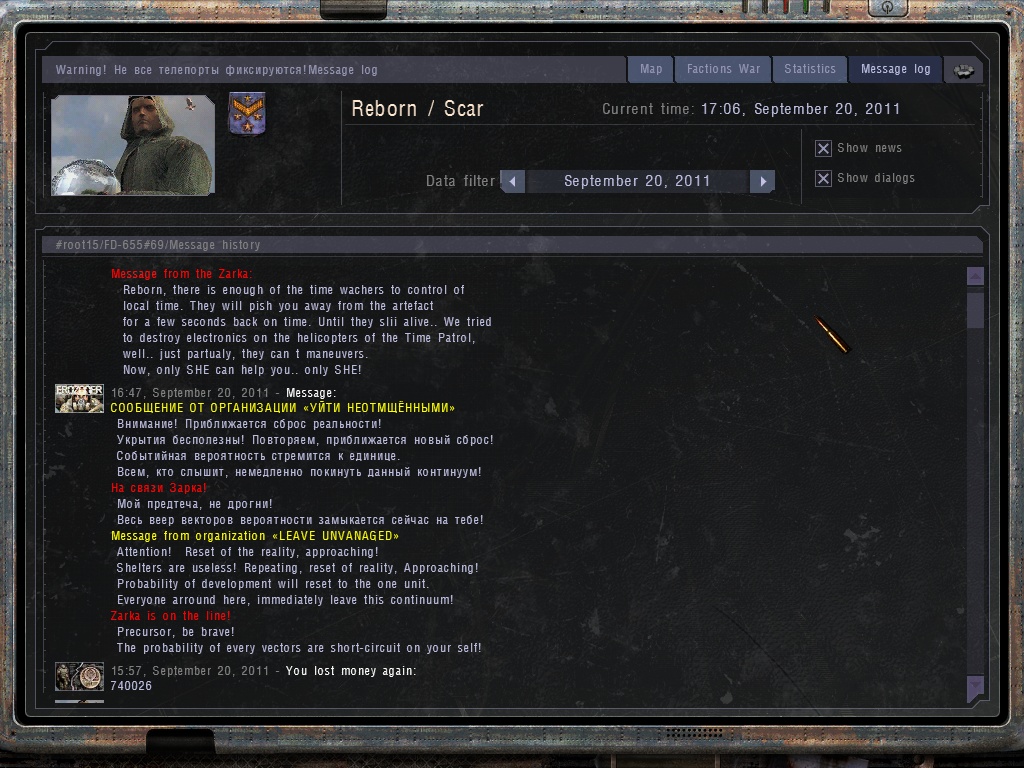 Warning! Не все телепорты фиксируются!Message log
Map
Factions War
Statistics
Message log
Reborn / Scar
Current time: 17:06, September 20, 2011
Data filter
September 20, 2011
Show news
Show dialogs
#root15/FD-655#69/Message history
Message from the Zarka:
Reborn, there is enough of the time wachers to control of
local time. They will pish you away from the artefact
for a few seconds back on time. Until they slii alive.. We tried
to destroy electronics on the helicopters of the Time Patrol,
well.. just partualy, they can t maneuvers.
Now, only SHE can help you.. only SHE!
16:47, September 20, 2011 - Message:
СООБЩЕНИЕ ОТ ОРГАНИЗАЦИИ «УЙТИ НЕОТМЩЁННЫМИ»
Внимание! Приближается сброс реальности!
Укрытия бесполезны! Повторяем, приближается новый сброс!
Событийная вероятность стремится к единице.
Всем, кто слышит, немедленно покинуть данный континуум!
На связи Зарка!
Мой предтеча, не дрогни!
Весь веер векторов вероятности замыкается сейчас на тебе!
Message from organization «LEAVE UNVANAGED»
Attention! Reset of the reality, approaching!
Shelters are useless! Repeating, reset of reality, Approaching!
Probability of development will reset to the one unit.
Everyone arround here, immediately leave this continuum!
Zarka is on the line!
Precursor, be brave!
The probability of every vectors are short-circuit on your self!
15:57, September 20, 2011 - You lost money again:
740026